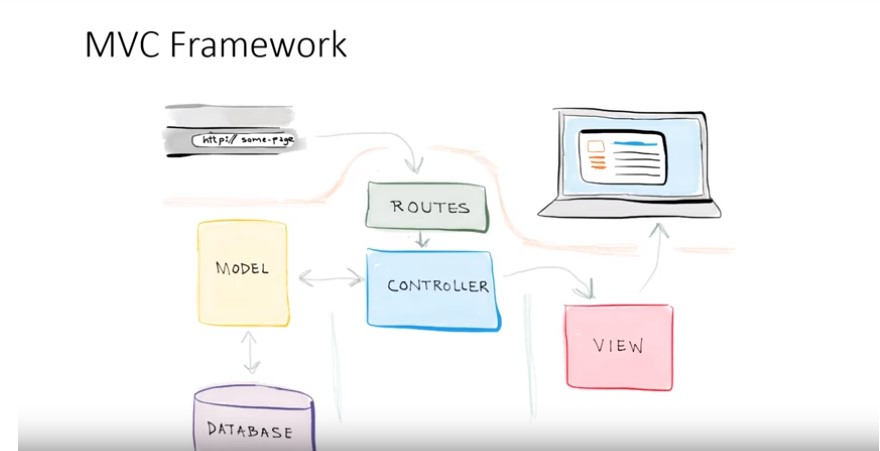 MVC Framework
http:// some-page
ROUTES
MODEL
CONTROLLER
VIEW
DATABASE